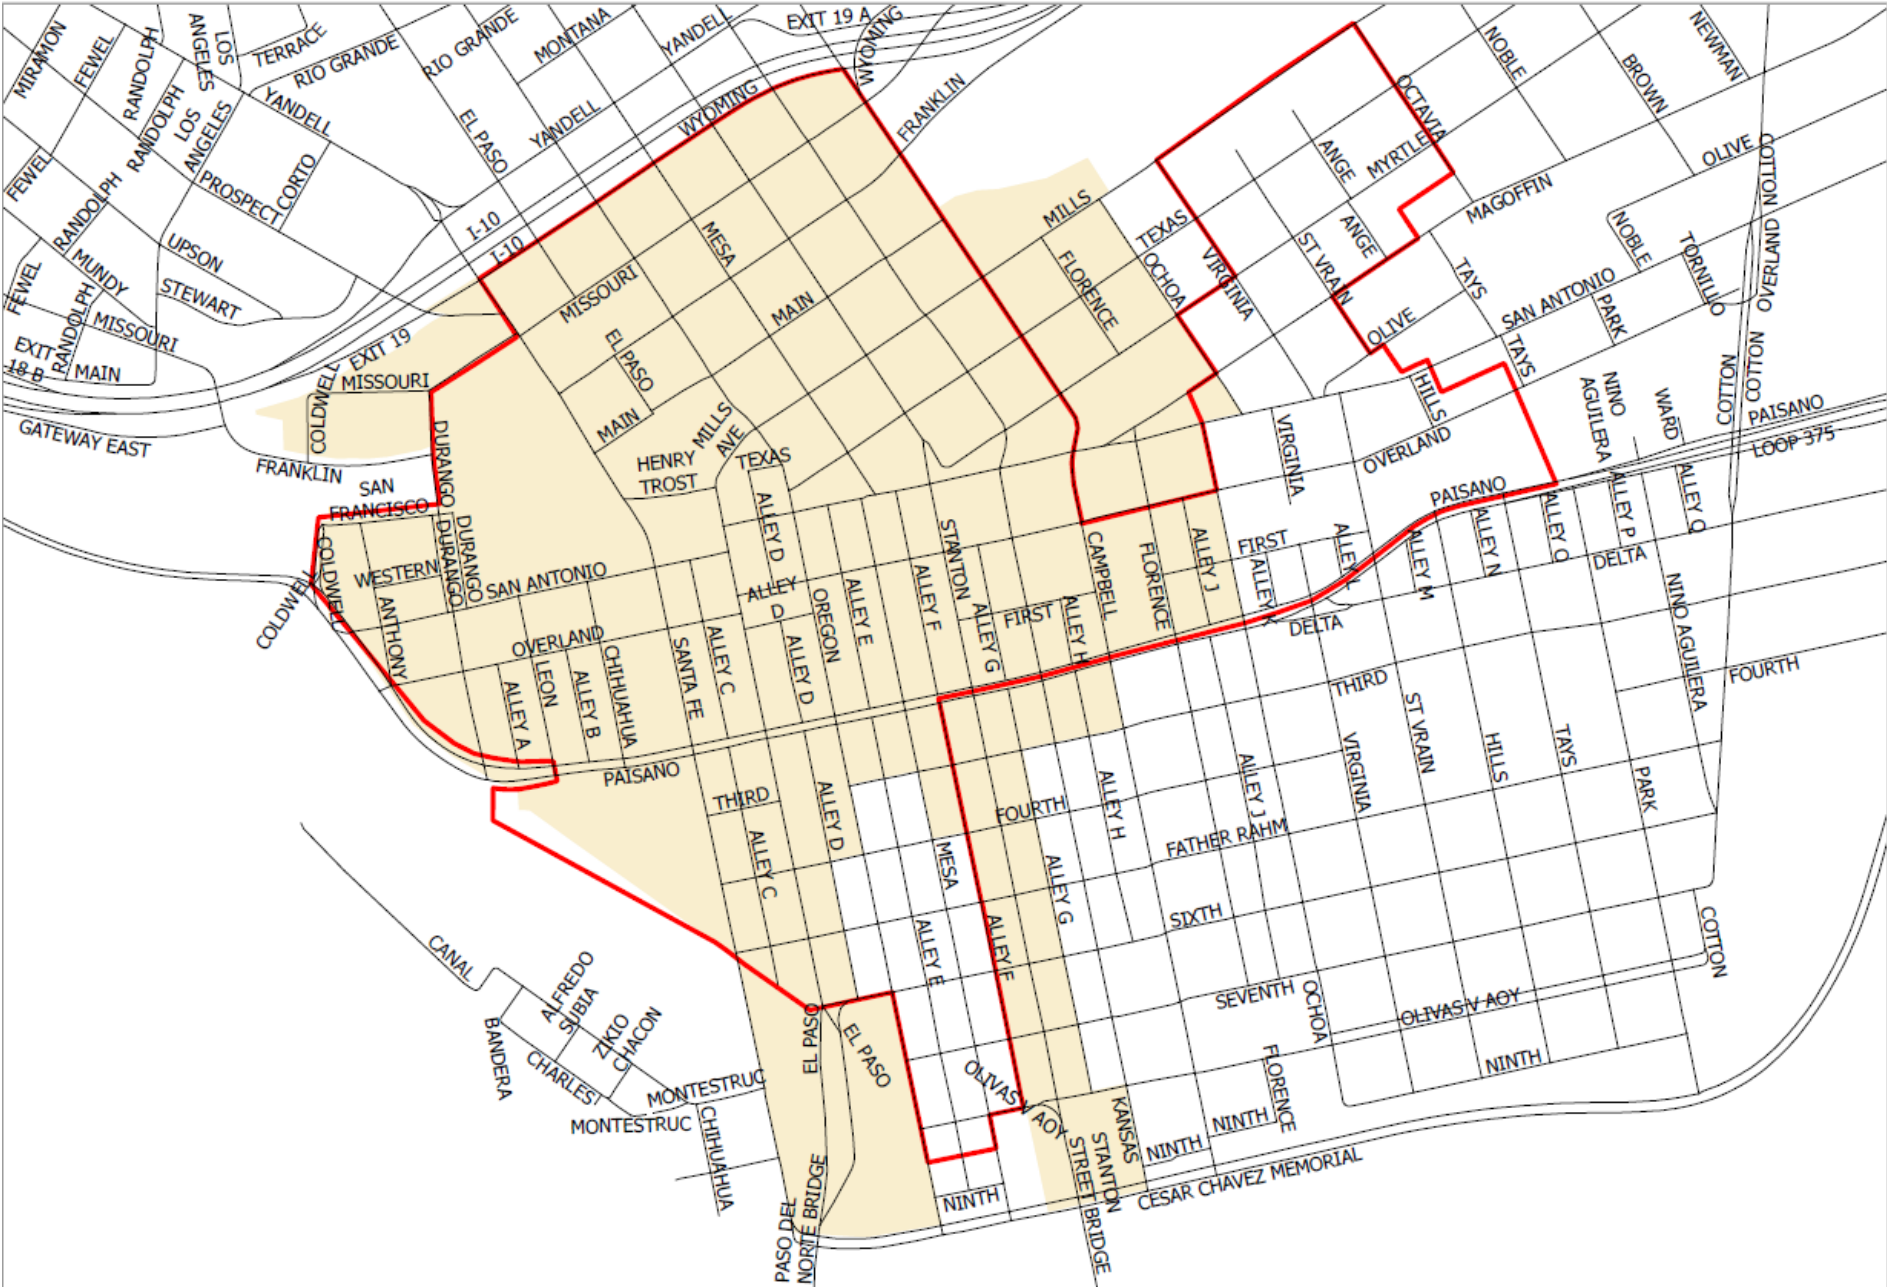 MIRAMON
FEWEL
RANDOLPH
LOS
ANGELES
TERRACE
RIO GRANDE
RIO GRANDE
MONTANA
YANDELL
EXIT 19 A
WYOMING
WYOM
NOBLE
BROWN
NEWMAN
RANDOLPH
LOS
ANGELES
YANDELL
EL PASO
YANDELL
WYOMING
FRANKLIN
OCTAVIA
ANGE
MYRTLE
OLIVE
COTTON
FEWEL
RANDOLPH
PROSPECT
CORTO
MILLS
MAGOFFIN
UPSON
I-10
I-10
MESA
FLORENCE
TEXAS
OCHOA
VIRGINIA
ST VRAIN
ANGE
TAYS
NOBLE
TORNILLO
COTTON OVERLAND
FEWEL
MUNDY
STEWART
RANDOLPH
MISSOURI
MISSOURI
MAIN
EL PASO
OLIVE
SAN ANTONIO
PARK
TAYS
EXIT
18 B
MAIN
EXIT 19
MISSOURI
COLDWELL
GATEWAY EAST
FRANKLIN
DURANGO
MAIN
HENRY
TROST
MILLS
AVE
TEXAS
VIRGINIA
HILLS
OVERLAND
NINO
AGUILERA
WARD
COTTON
COTTON
PAISANO
LOOP 375
SAN
FRANCISCO
COLDWELL
COLDWELL
WESTERN
DURANGO
DURANGO
ANTHONY
SAN ANTONIO
ALLEY D
ALLEY
D
OREGON
ALLEY E
ALLEY F
STANTON
ALLEY G
FIRST
ALLEY H
CAMPBELL
FLORENCE
ALLEY J
FIRST
ALLEY
ALLEY L
PAISANO
ALLEY M
ALLEY N
ALLEY O
ALLEY P
ALLEY Q
DELTA
DELTA
NINO AGUILERA
OVERLAND
ALLEY A
LEON
ALLEY B
CHIHUAHUA
SANTA FE
ALLEY C
ALLEY D
PAISANO
THIRD
FOURTH
THIRD
ALLEY C
ALLEY D
MESA
FOURTH
ALLEY H
ALLEY J
VIRGINIA
ST VRAIN
HILLS
TAYS
PARK
FATHER RAHM
ALLEY G
ALLEY E
ALLEY F
SIXTH
SEVENTH
OCHOA
OLIVAS V AOY
COTTON
CANAL
ALFREDO
SUBIA
ZIKIO
CHACON
BANDERA
CHARLES
MONTESTRUC
MONTESTRUC
CHIHUAHUA
EL PASO
EL PASO
OLIVAS V AOY
NINTH
FLORENCE
NINTH
NINTH
KANSAS
STANTON
STREET BRIDGE
NINTH
CESAR CHAVEZ MEMORIAL
PASO DEL
NORTE BRIDGE